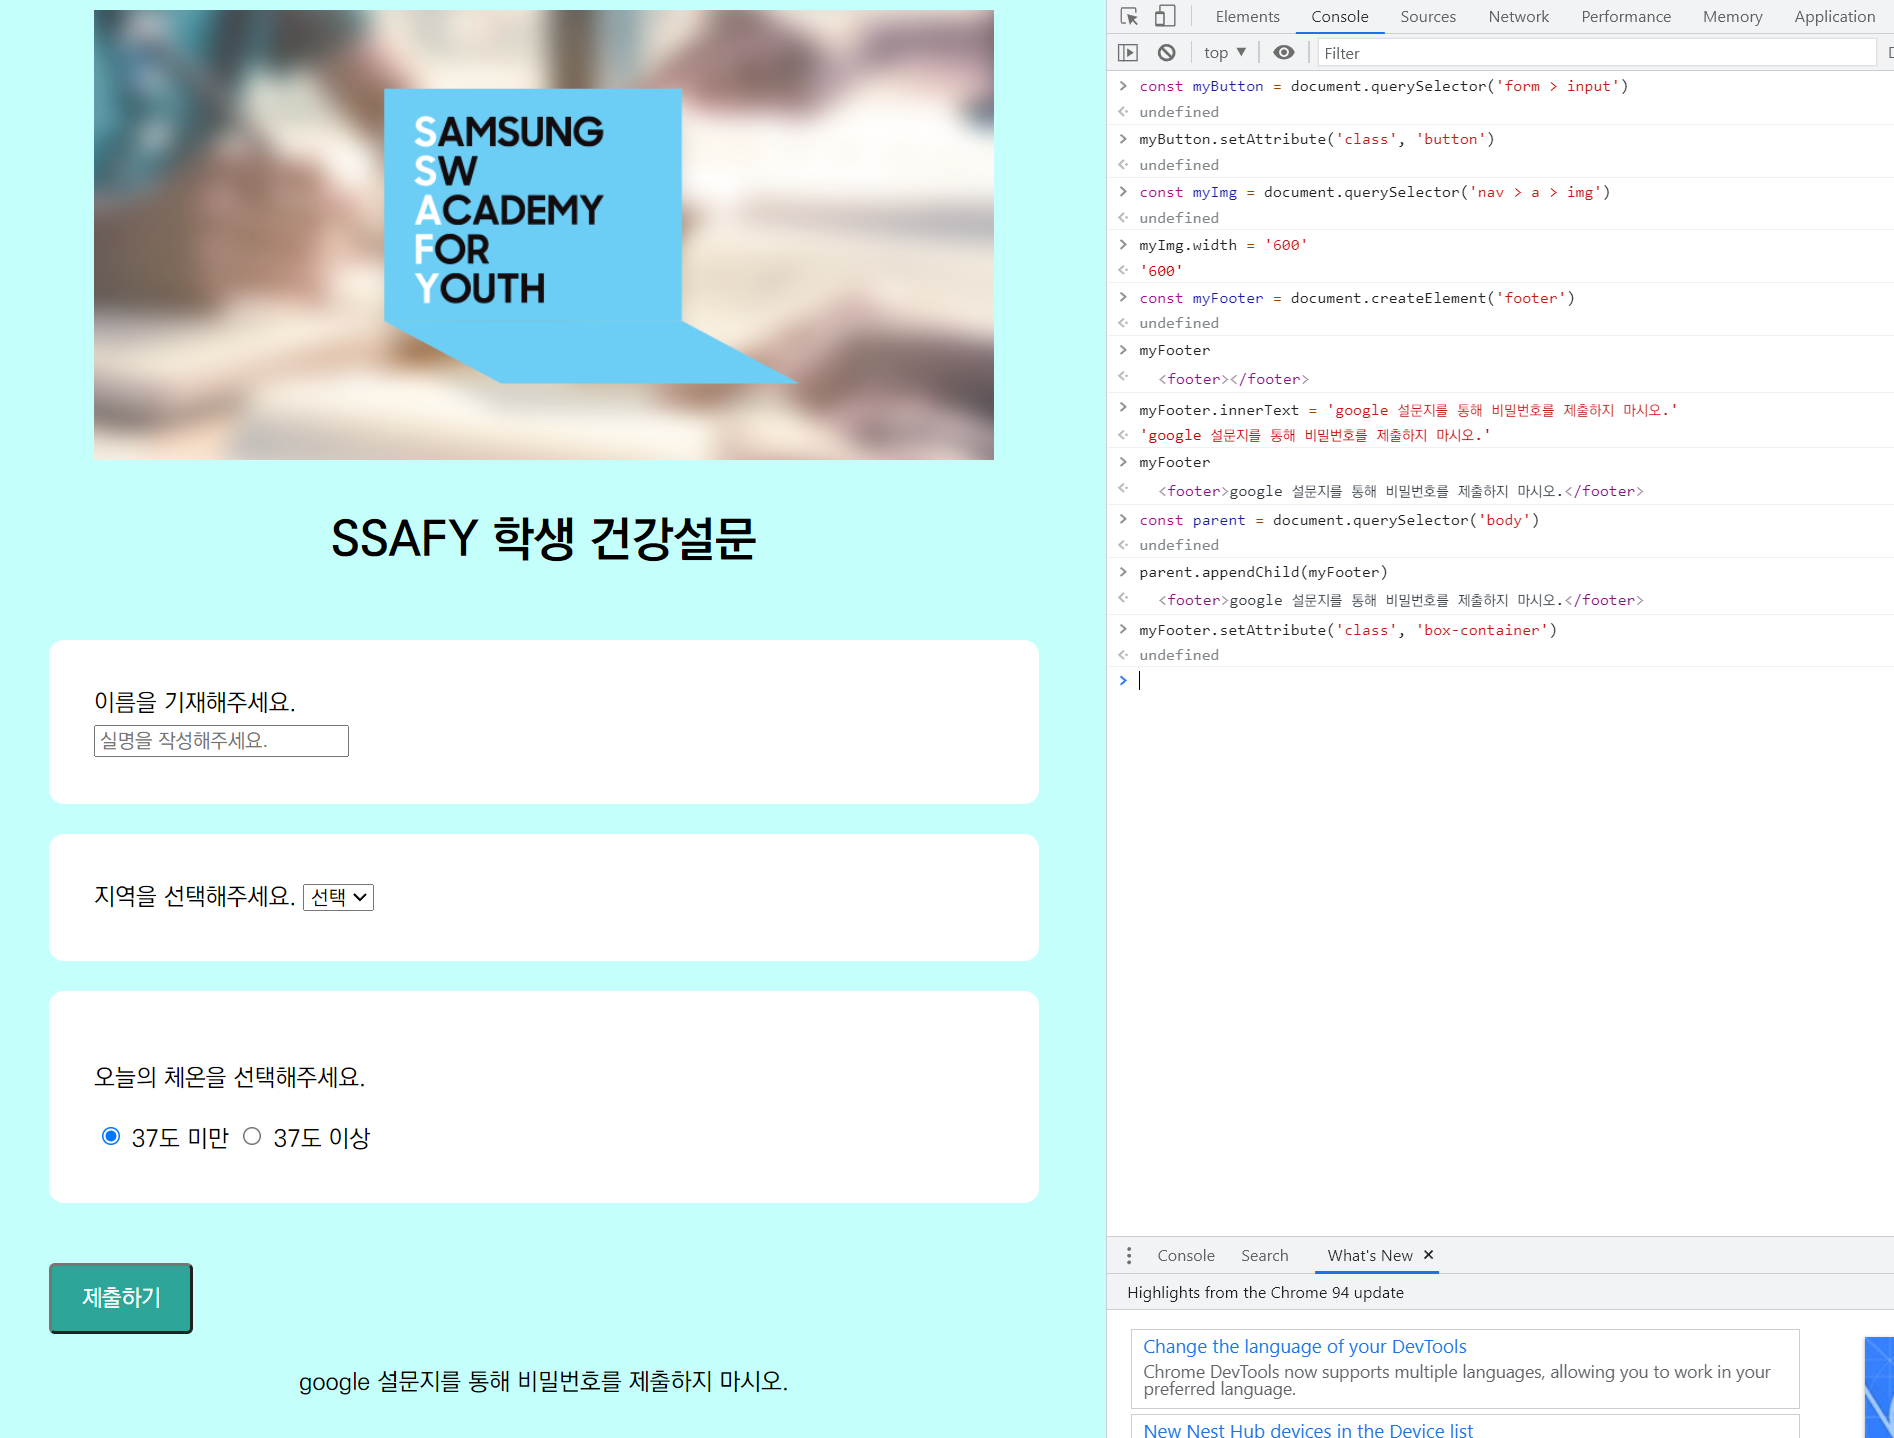 SAMSUNG
SW
ACADEMY
FOR
YOUTH
SSAFY 학생 건강설문
이름을 기재해주세요.
실명을 작성해주세요.
지역을 선택해주세요. 선택
오늘의 체온을 선택해주세요.
37도 미만 37도 이상
제출하기
google 설문지를 통해 비밀번호를 제출하지 마시오.
Elements Console Sources Network Performance Memory Application
top ▼ Filter
> const myButton = document.querySelector('form > input')
undefined
> myButton.setAttribute('class', 'button')
undefined
> const myImg = document.querySelector('nav > a > img')
undefined
> myImg.width = '600'
'600'
> const myFooter = document.createElement('footer')
undefined
> myFooter
<footer></footer>
> myFooter.innerText = 'google 설문지를 통해 비밀번호를 제출하지 마시오.'
'google 설문지를 통해 비밀번호를 제출하지 마시오.'
> myFooter
<footer>google 설문지를 통해 비밀번호를 제출하지 마시오.</footer>
> const parent = document.querySelector('body')
undefined
> parent.appendChild(myFooter)
<footer>google 설문지를 통해 비밀번호를 제출하지 마시오.</footer>
> myFooter.setAttribute('class', 'box-container')
undefined
>
Console Search What's New ✕
Highlights from the Chrome 94 update
Change the language of your DevTools
Chrome DevTools now supports multiple languages, allowing you to work in your
preferred language.
New Nest Hub devices in the Device list